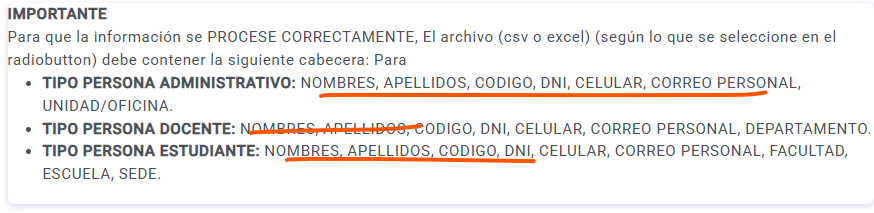 IMPORTANTE
Para que la información se PROCESE CORRECTAMENTE, El archivo (csv o excel) (según lo que se seleccione en el
radiobutton) debe contener la siguiente cabecera: Para
• TIPO PERSONA ADMINISTRATIVO: NOMBRES, APELLIDOS, CODIGO, DNI, CELULAR, CORREO PERSONAL,
UNIDAD/OFICINA.
• TIPO PERSONA DOCENTE: NOMBRES, APELLIDOS, CODIGO, DNI, CELULAR, CORREO PERSONAL, DEPARTAMENTO.
• TIPO PERSONA ESTUDIANTE: NOMBRES, APELLIDOS, CODIGO, DNI, CELULAR, CORREO PERSONAL, FACULTAD,
ESCUELA, SEDE.